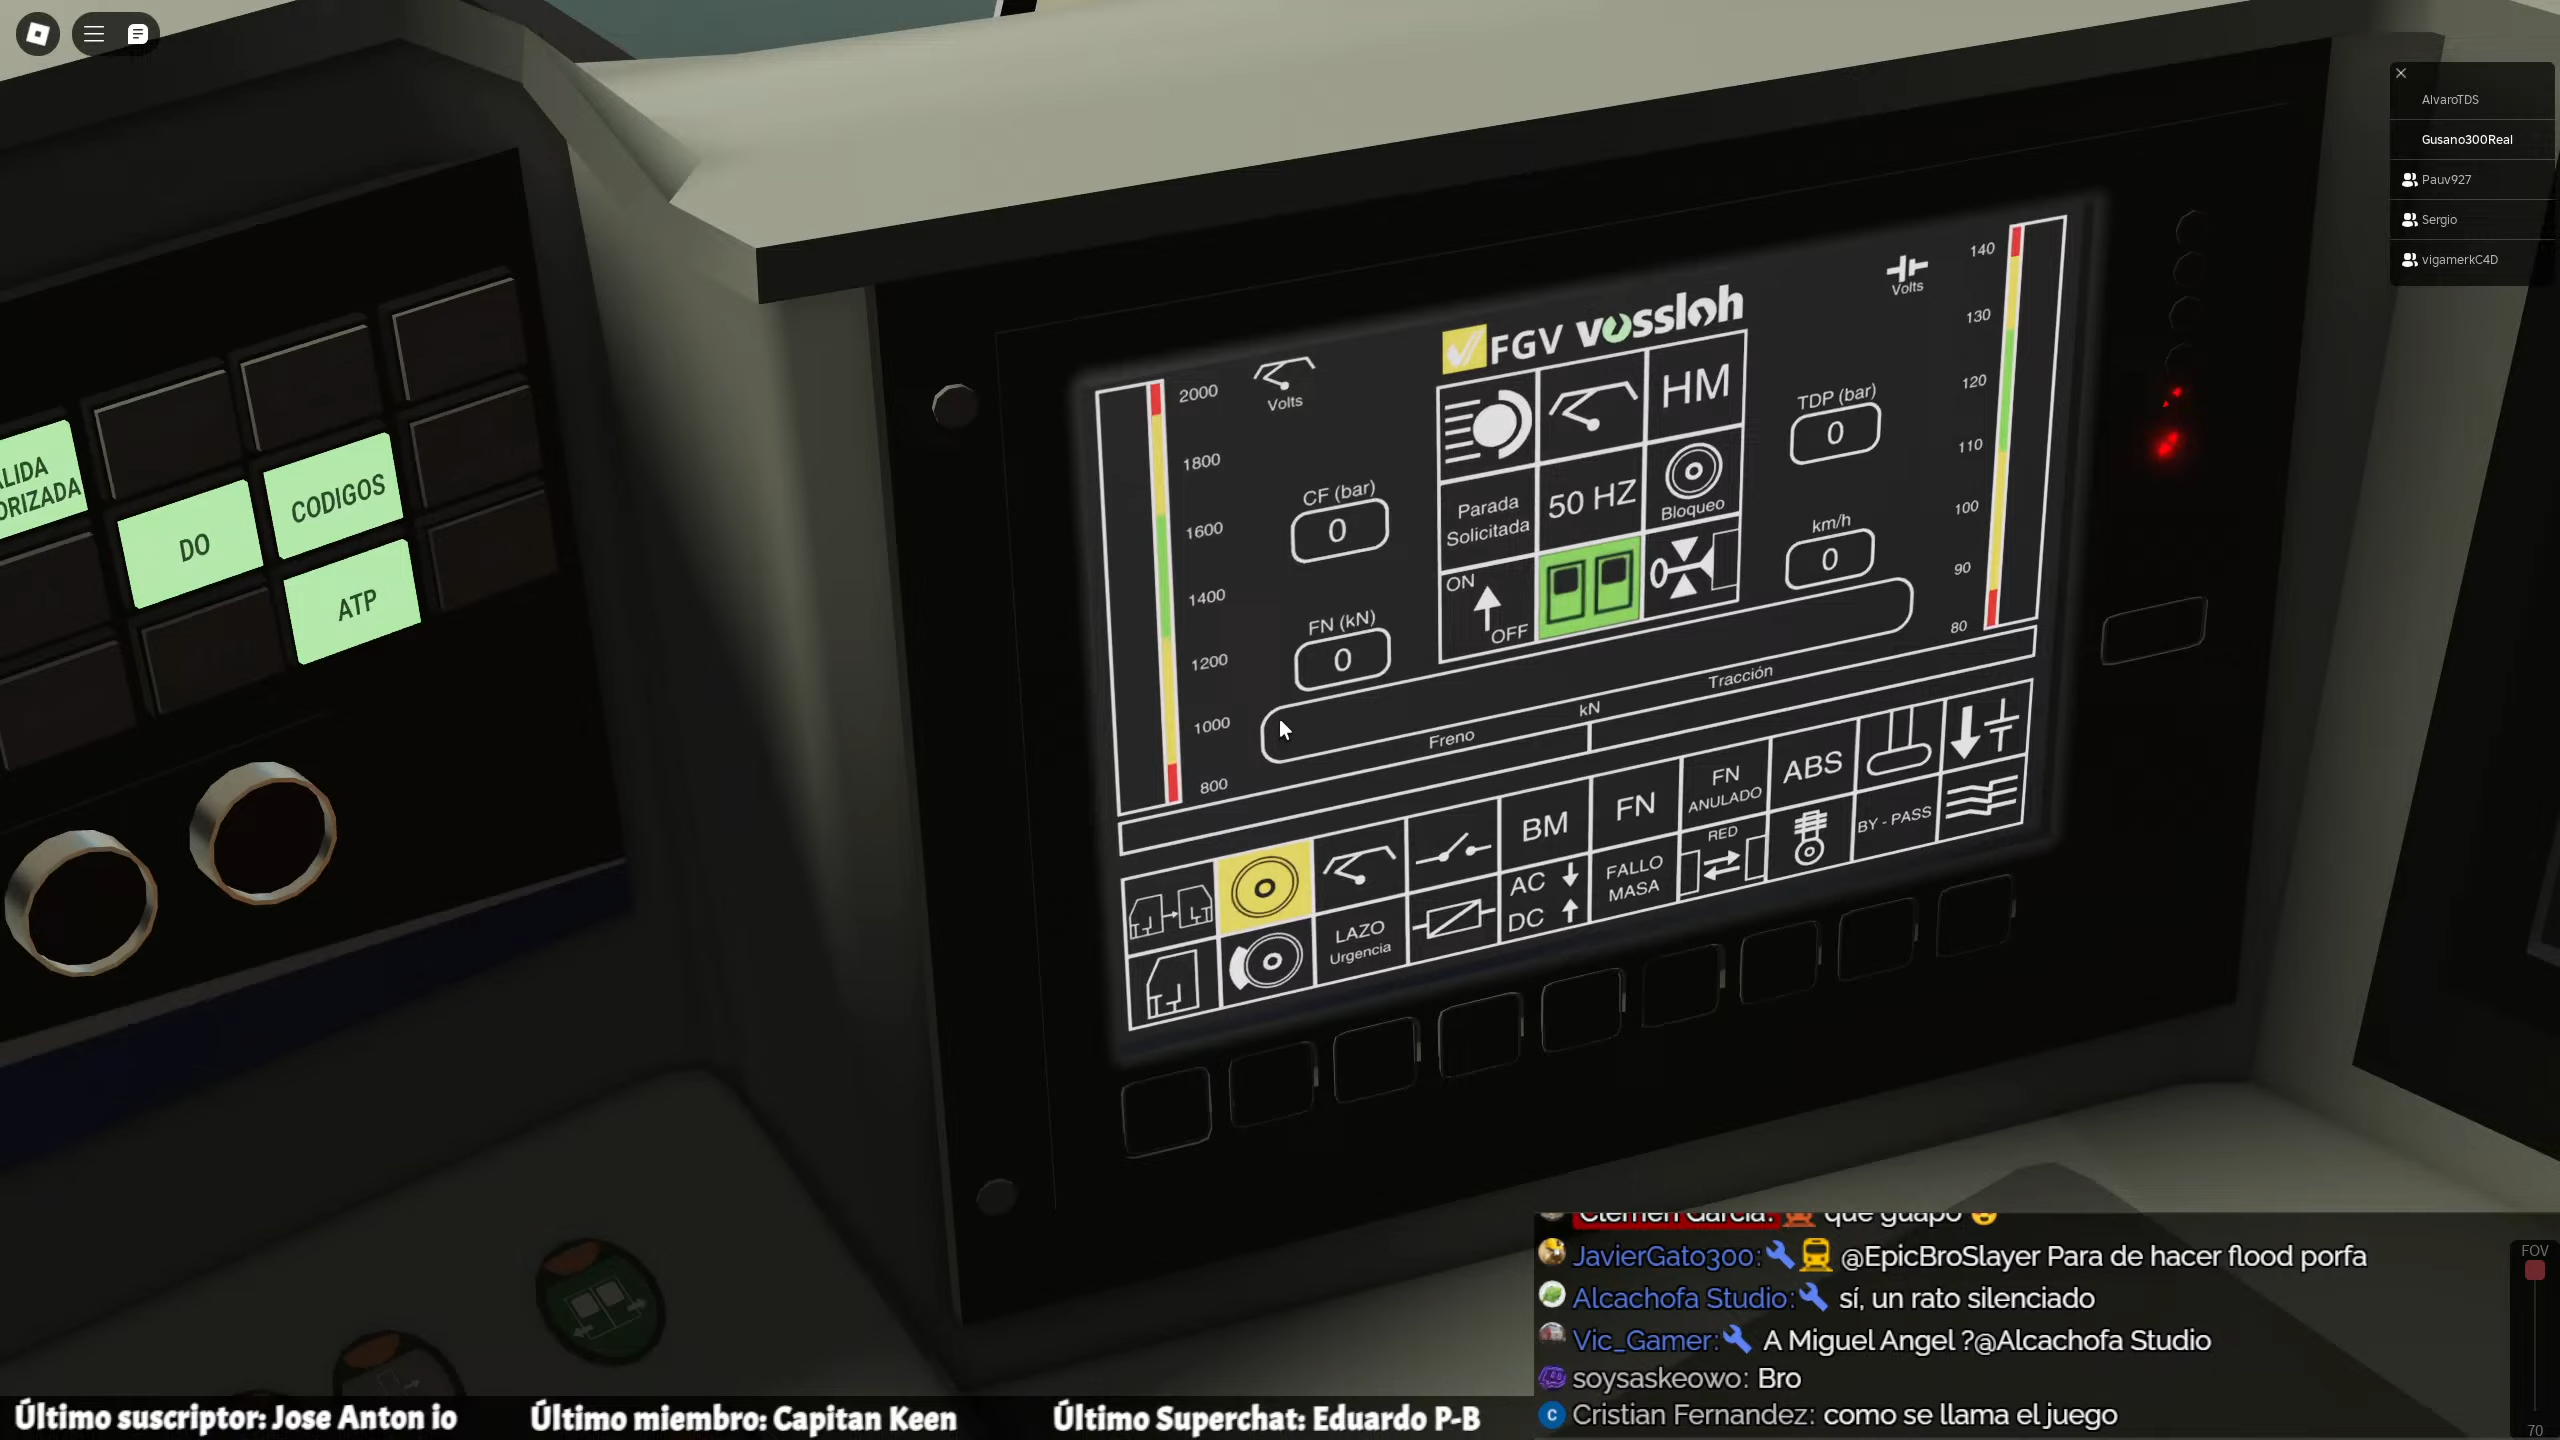 AlvaroTDS
Gusano300Real
Pauv927
Sergio
vigamerkC4D
DO
CODIGOS
ATP
FGV vossloh
2000
1800
1600
1400
1200
1000
800
Volts
CF (bar)
0
FN (kN)
0
HM
Parada
Solicitada
50 HZ
Bloqueo
ON
OFF
TDP (bar)
0
km/h
0
Volts
140
130
120
110
100
90
80
Freno
kN
Tracción
BM
FN
FN
ANULADO
ABS
LAZO
Urgencia
AC
DC
FALLO
MASA
RED
BY - PASS
Clemen Garcia: que guapo
JavierGato300: @EpicBroSlayer Para de hacer flood porfa
Alcachofa Studio: sí, un rato silenciado
Vic_Gamer: A Miguel Angel ?@Alcachofa Studio
soysaskeowo: Bro
C Cristian Fernandez: como se llama el juego
FOV
70
Último suscriptor: Jose Anton io
Último miembro: Capitan Keen
Último Superchat: Eduardo P-B